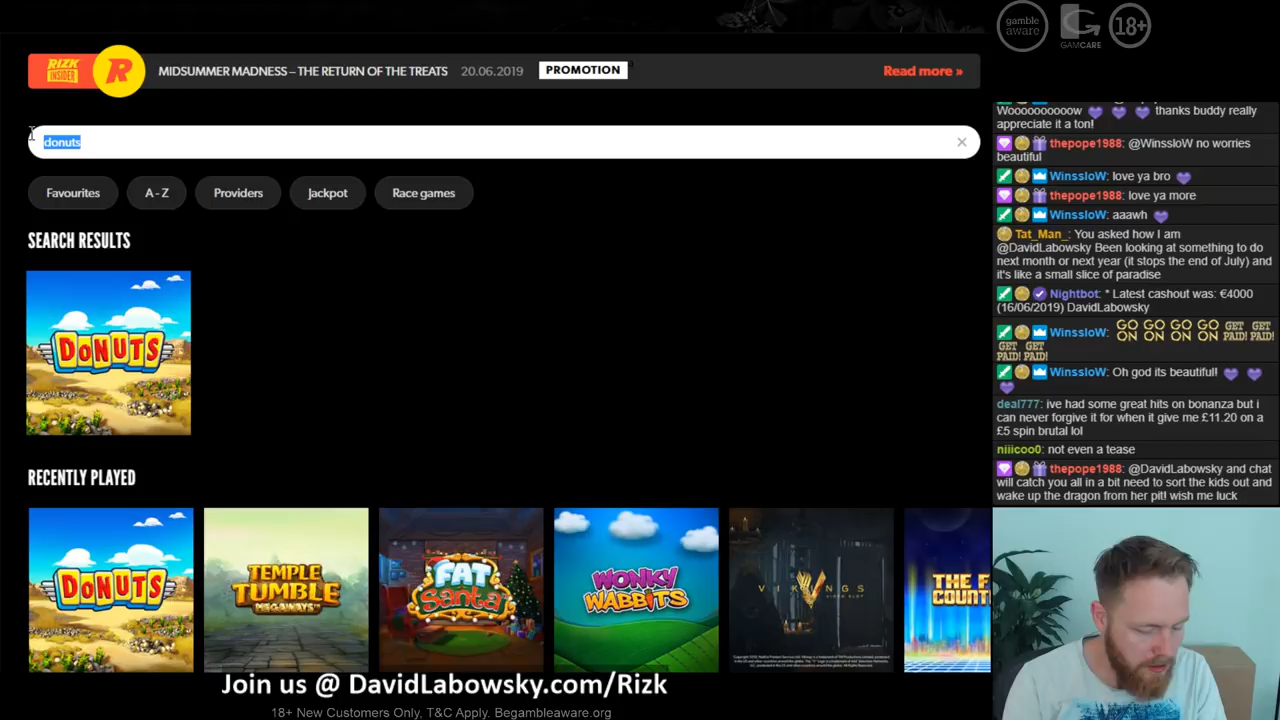 gamble
aware
G
GAMCARE
18+
RIZK
INSIDER
R
MIDSUMMER MADNESS – THE RETURN OF THE TREATS
20.06.2019
PROMOTION
Read more »
donuts
Favourites
A - Z
Providers
Jackpot
Race games
SEARCH RESULTS
DONUTS
RECENTLY PLAYED
DONUTS
TEMPLE
TUMBLE
MEGAWAYS™
FAT
Santa
WONKY
WABBITS
VIKINGS
VIDEO SLOT
THE F
COUNT
Join us @ DavidLabowsky.com/Rizk
18+ New Customers Only, T&C Apply. Begambleaware.org
Wooooooooow thanks buddy really
appreciate it a ton!
thepope1988: @WinssloW no worries
beautiful
WinssloW: love ya bro
thepope1988: love ya more
WinssloW: aaawh
Tat_Man_: You asked how I am
@DavidLabowsky Been looking at something to do
next month or next year (it stops the end of July) and
it's like a small slice of paradise
Nightbot: * Latest cashout was: €4000
(16/06/2019) DavidLabowsky
WinssloW: GO ON GO ON GO ON GO ON GET PAID! GET PAID!
GET PAID! GET PAID!
WinssloW: Oh god its beautiful!
deal777: ive had some great hits on bonanza but i
can never forgive it for when it give me £11.20 on a
£5 spin brutal lol
niiicoo0: not even a tease
thepope1988: @DavidLabowsky and chat
will catch you all in a bit need to sort the kids out and
wake up the dragon from her pit! wish me luck